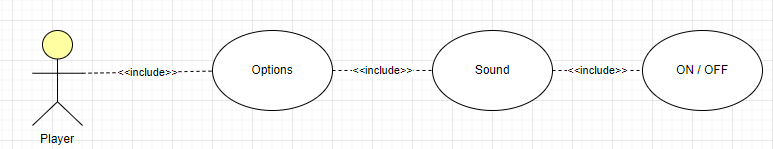 <<include>> Options <<include>> Sound <<include>> ON / OFF
Player